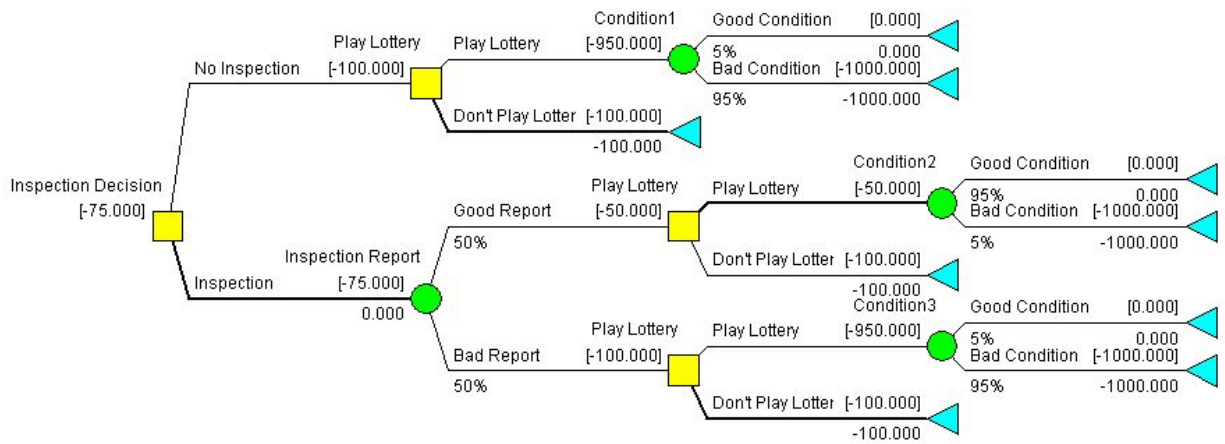 Condition1
Good Condition [0.000]
Play Lottery
Play Lottery
[-950.000]
5% 0.000
No Inspection
[-100.000]
Bad Condition [-1000.000]
95% -1000.000
Don't Play Lotter [-100.000]
-100.000
Condition2
Good Condition [0.000]
Inspection Decision
Play Lottery
Play Lottery
[-50.000]
[-75.000]
Good Report
[-50.000]
95% 0.000
Bad Condition [-1000.000]
50%
5% -1000.000
Inspection Report
Don't Play Lotter [-100.000]
Inspection
[-75.000]
-100.000
0.000
Condition3
Good Condition [0.000]
Play Lottery
Play Lottery
[-950.000]
Bad Report
[-100.000]
5% 0.000
Bad Condition [-1000.000]
50%
95% -1000.000
Don't Play Lotter [-100.000]
-100.000